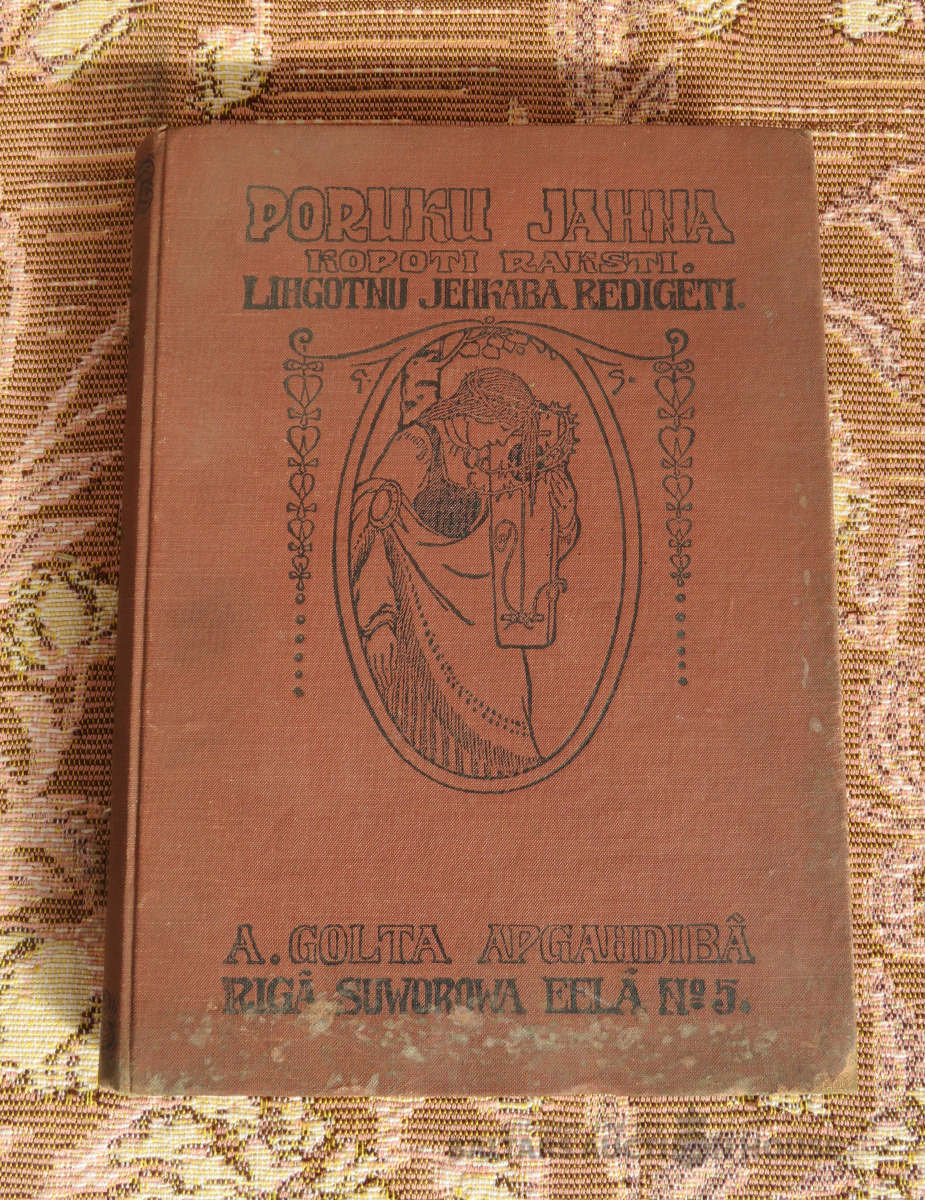 PORUKU JAHNA
KOPOTI RAKSTI.
LIHGOTNU JEHKABA REDIGETI.
S.
A. GOLTA APGAHDIBÂ
RIGÂ SUWOROWA EELÂ № 5.